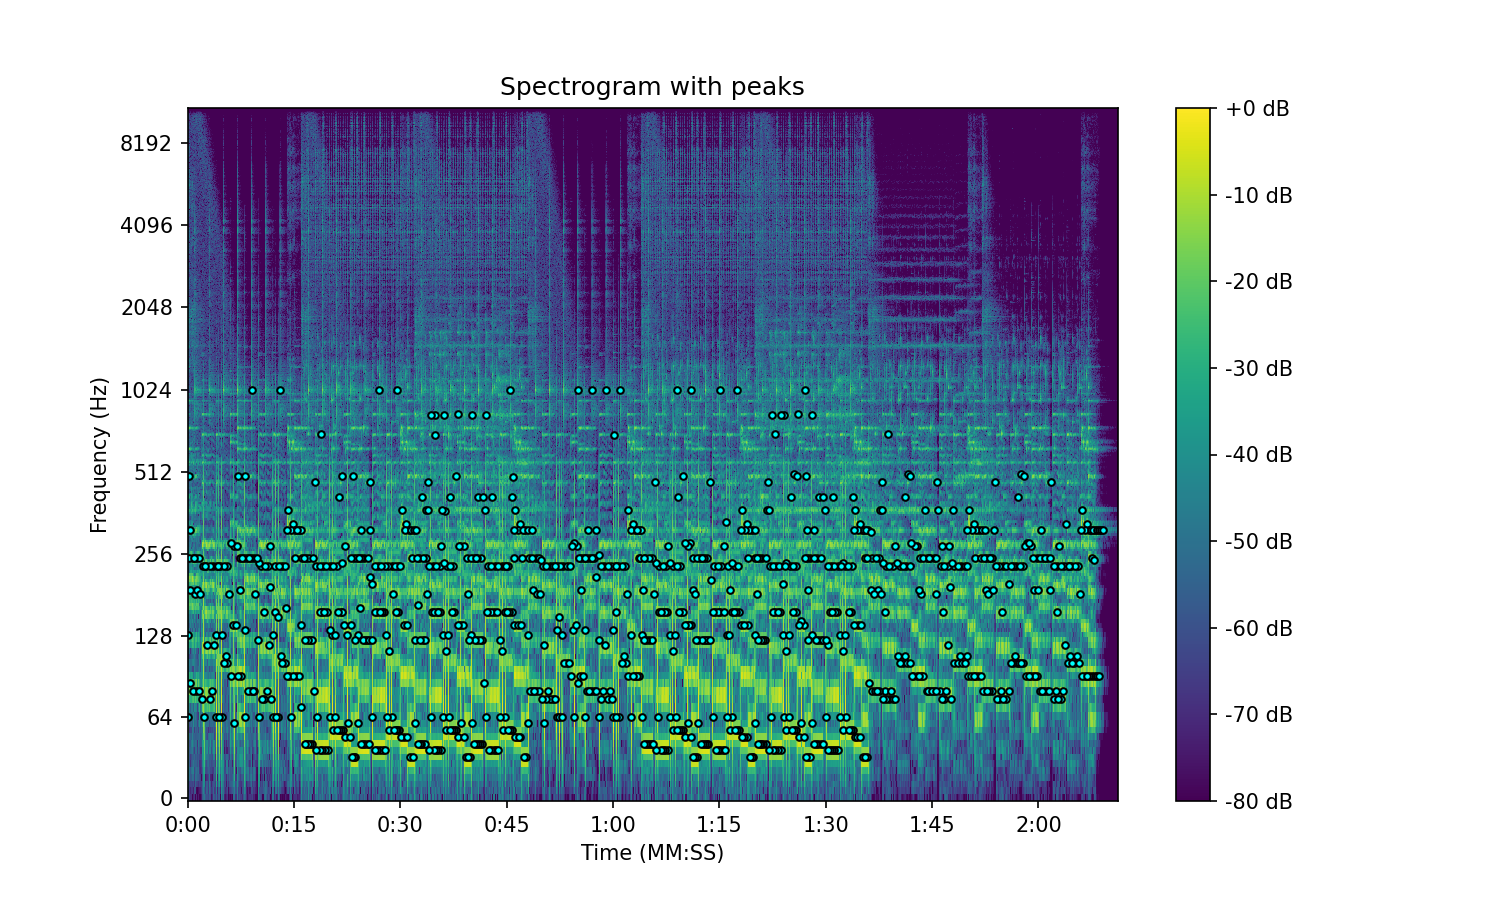 Spectrogram with peaks
8192
4096
2048
1024
512
256
128
64
0
Frequency (Hz)
0:00 0:15 0:30 0:45 1:00 1:15 1:30 1:45 2:00
Time (MM:SS)
+0 dB
-10 dB
-20 dB
-30 dB
-40 dB
-50 dB
-60 dB
-70 dB
-80 dB